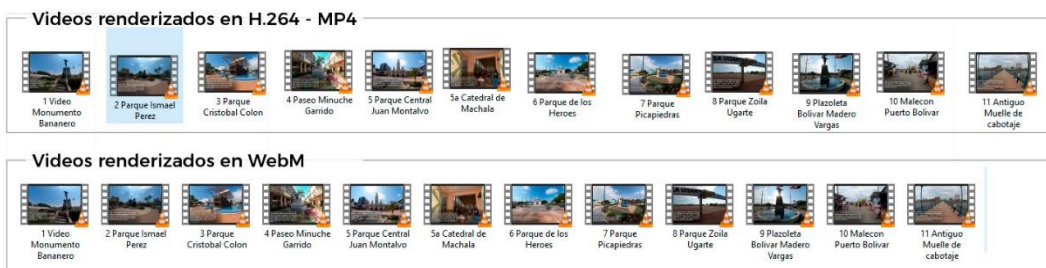 Videos renderizados en H.264 - MP4
1 Video
Monumento
Bananero
2 Parque Ismael
Perez
3 Parque
Cristobal Colon
4 Paseo Minuche
Garrido
5 Parque Central
Juan Montalvo
5a Catedral de
Machala
6 Parque de los
Heroes
7 Parque
Picapiedras
8 Parque Zoila
Ugarte
9 Plazoleta
Bolivar Madero
Vargas
10 Malecon
Puerto Bolivar
11 Antiguo
Muelle de
cabotaje
Videos renderizados en WebM
1 Video
Monumento
Bananero
2 Parque Ismael
Perez
3 Parque
Cristobal Colon
4 Paseo Minuche
Garrido
5 Parque Central
Juan Montalvo
5a Catedral de
Machala
6 Parque de los
Heroes
7 Parque
Picapiedras
8 Parque Zoila
Ugarte
9 Plazoleta
Bolivar Madero
Vargas
10 Malecon
Puerto Bolivar
11 Antiguo
Muelle de
cabotaje